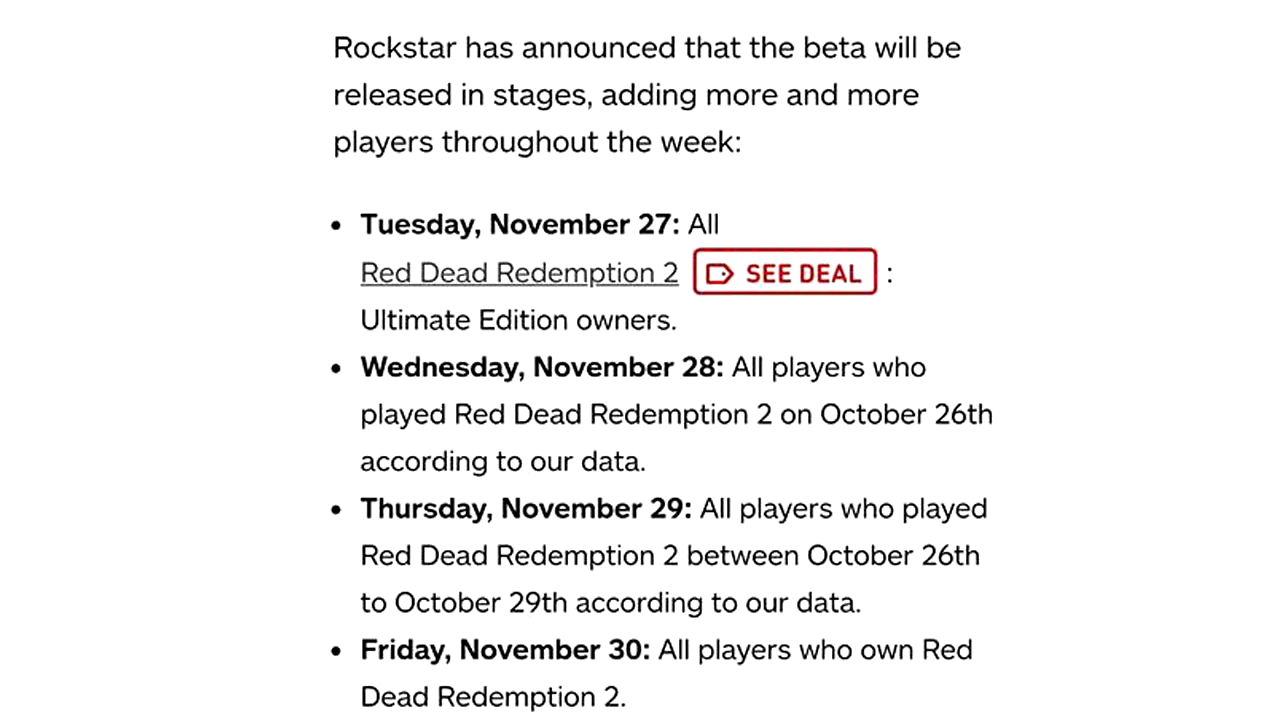 Rockstar has announced that the beta will be
released in stages, adding more and more
players throughout the week:
• Tuesday, November 27: All
Red Dead Redemption 2 SEE DEAL :
Ultimate Edition owners.
• Wednesday, November 28: All players who
played Red Dead Redemption 2 on October 26th
according to our data.
• Thursday, November 29: All players who played
Red Dead Redemption 2 between October 26th
to October 29th according to our data.
• Friday, November 30: All players who own Red
Dead Redemption 2.